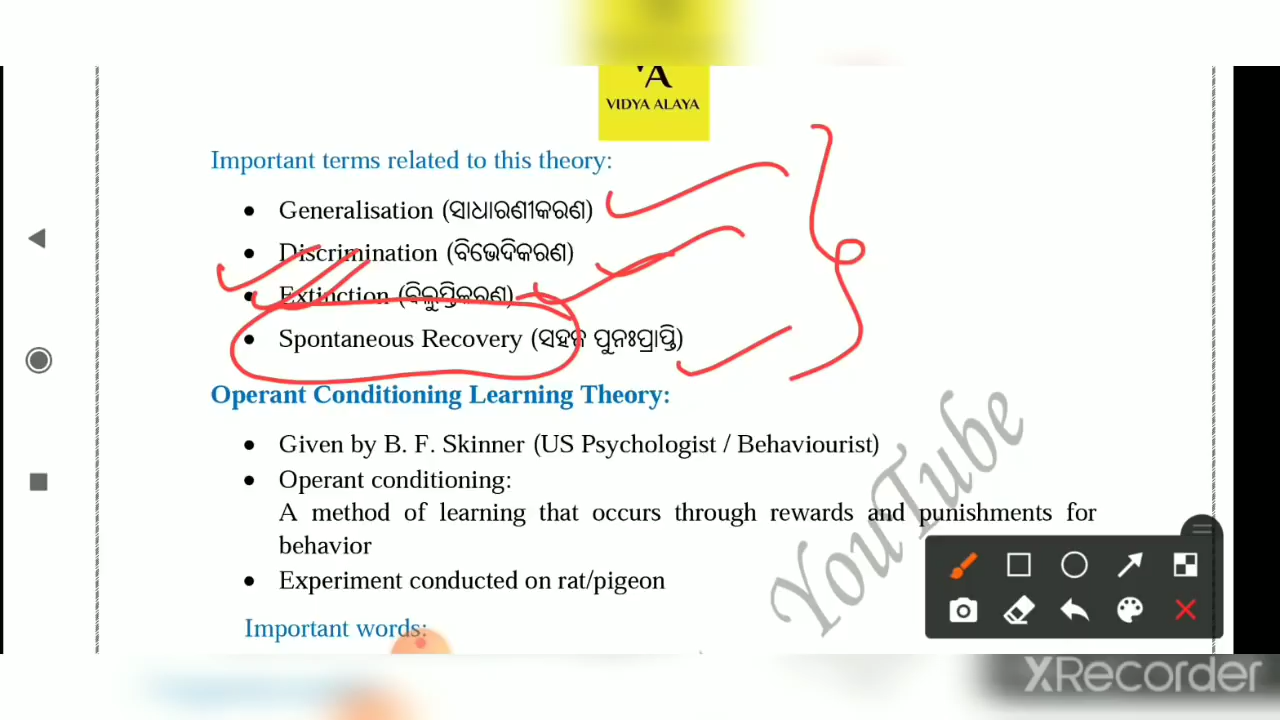 VA
VIDYA ALAYA
Important terms related to this theory:
• Generalisation (ସାଧାରଣୀକରଣ)
• Discrimination (ବିଭେଦିକରଣ)
• Extinction (ବିଲୁପ୍ତିକରଣ)
• Spontaneous Recovery (ସହଜ ପୁନଃପ୍ରାପ୍ତି)
Operant Conditioning Learning Theory:
• Given by B. F. Skinner (US Psychologist / Behaviourist)
• Operant conditioning:
A method of learning that occurs through rewards and punishments for
behavior
• Experiment conducted on rat/pigeon
Important words:
YouTube
XRecorder